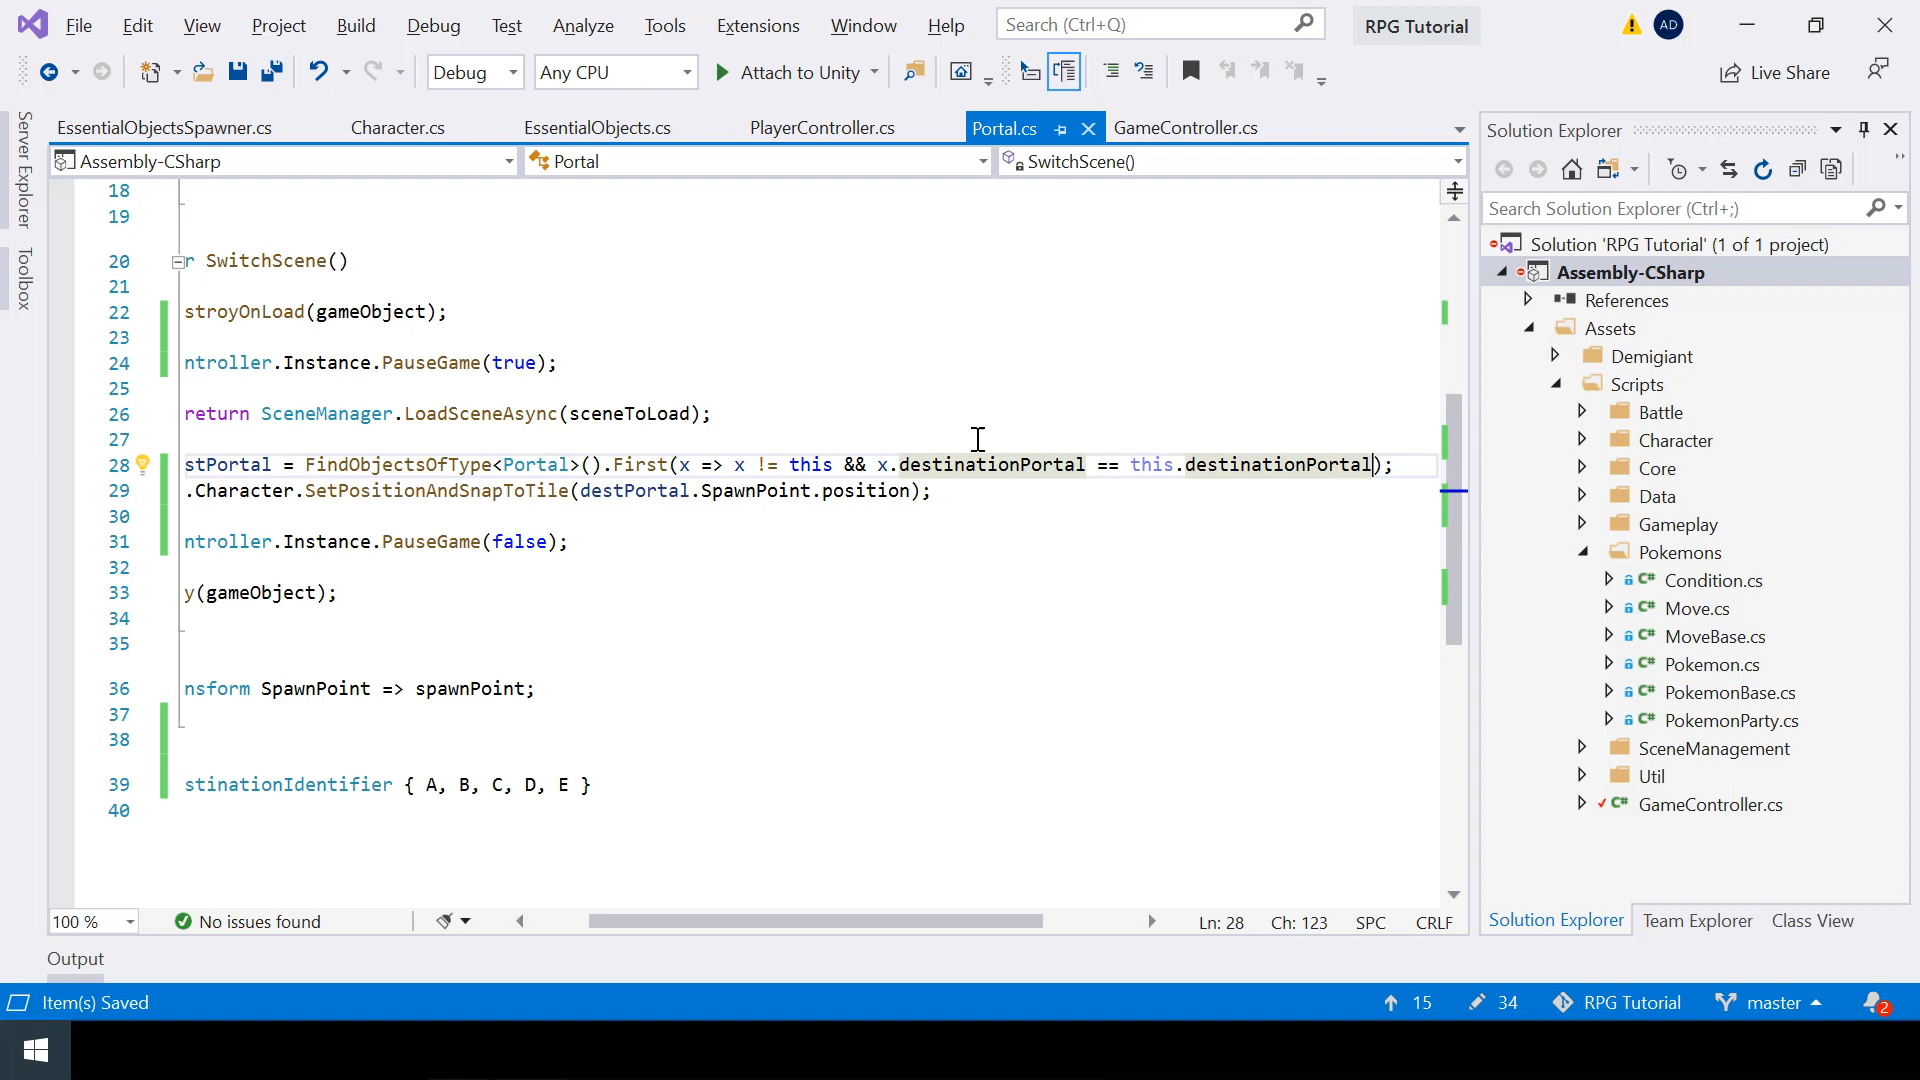 File Edit View Project Build Debug Test Analyze Tools Extensions Window Help Search (Ctrl+Q) RPG Tutorial AD
Debug Any CPU Attach to Unity Live Share
Server Explorer
Toolbox
EssentialObjectsSpawner.cs Character.cs EssentialObjects.cs PlayerController.cs Portal.cs GameController.cs
Assembly-CSharp Portal SwitchScene()
18
19
20 r SwitchScene()
21
22 stroyOnLoad(gameObject);
23
24 ntroller.Instance.PauseGame(true);
25
26 return SceneManager.LoadSceneAsync(sceneToLoad);
27
28 stPortal = FindObjectsOfType<Portal>().First(x => x != this && x.destinationPortal == this.destinationPortal);
29 .Character.SetPositionAndSnapToTile(destPortal.SpawnPoint.position);
30
31 ntroller.Instance.PauseGame(false);
32
33 y(gameObject);
34
35
36 nsform SpawnPoint => spawnPoint;
37
38
39 stinationIdentifier { A, B, C, D, E }
40
100 % No issues found Ln: 28 Ch: 123 SPC CRLF
Solution Explorer
Search Solution Explorer (Ctrl+;)
Solution 'RPG Tutorial' (1 of 1 project)
Assembly-CSharp
References
Assets
Demigiant
Scripts
Battle
Character
Core
Data
Gameplay
Pokemons
C# Condition.cs
C# Move.cs
C# MoveBase.cs
C# Pokemon.cs
C# PokemonBase.cs
C# PokemonParty.cs
SceneManagement
Util
C# GameController.cs
Solution Explorer Team Explorer Class View
Output
Item(s) Saved 15 34 RPG Tutorial master 2